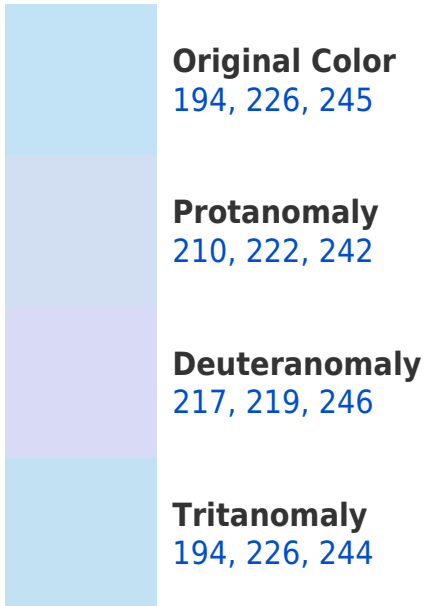 Original Color
194, 226, 245
Protanomaly
210, 222, 242
Deuteranomaly
217, 219, 246
Tritanomaly
194, 226, 244